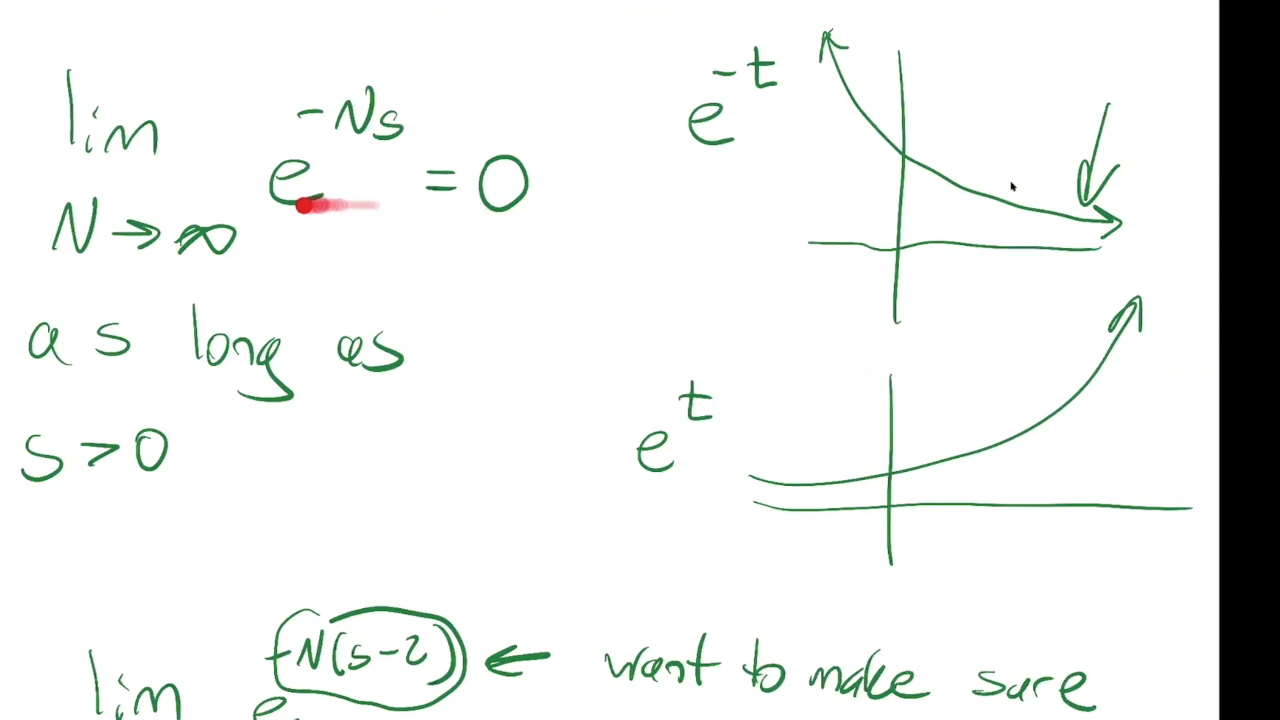 lim e^{-Ns} = 0
N → ∞
as long as
s > 0
e^{-t}
e^{t}
lim e^{-N(s-2)} ← want to make sure